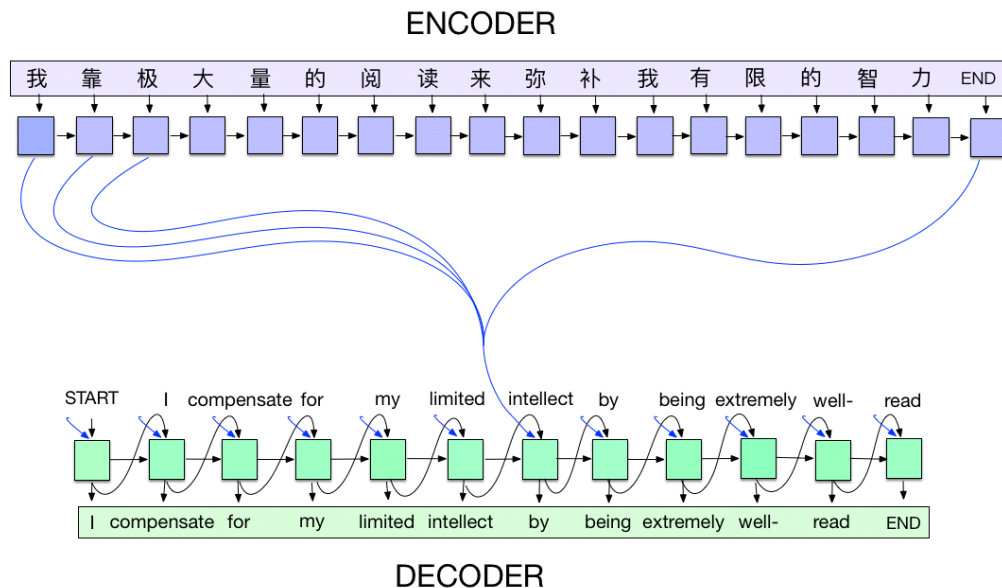 ENCODER
我 靠 极 大 量 的 阅 读 来 弥 补 我 有 限 的 智 力 END
START I compensate for my limited intellect by being extremely well- read
I compensate for my limited intellect by being extremely well- read END
DECODER